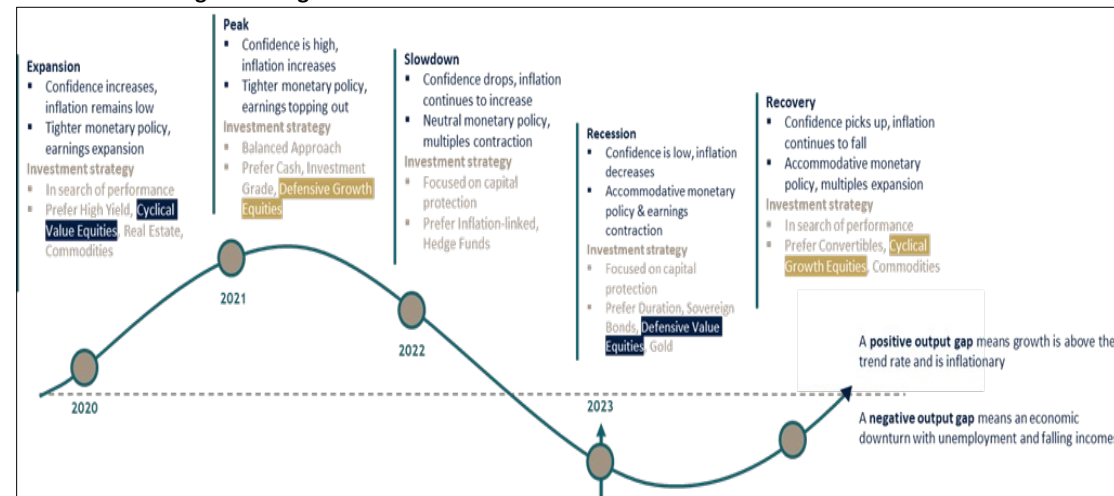 Expansion
▪ Confidence increases,
inflation remains low
▪ Tighter monetary policy,
earnings expansion
Investment strategy
▪ In search of performance
▪ Prefer High Yield, Cyclical
Value Equities, Real Estate,
Commodities
Peak
▪ Confidence is high,
inflation increases
▪ Tighter monetary policy,
earnings topping out
Investment strategy
▪ Balanced Approach
▪ Prefer Cash, Investment
Grade, Defensive Growth
Equities
Slowdown
▪ Confidence drops, inflation
continues to increase
▪ Neutral monetary policy,
multiples contraction
Investment strategy
▪ Focused on capital
protection
▪ Prefer Inflation-linked,
Hedge Funds
Recession
▪ Confidence is low, inflation
decreases
▪ Accommodative monetary
policy & earnings
contraction
Investment strategy
▪ Focused on capital
protection
▪ Prefer Duration, Sovereign
Bonds, Defensive Value
Equities, Gold
Recovery
▪ Confidence picks up, inflation
continues to fall
▪ Accommodative monetary
policy, multiples expansion
Investment strategy
▪ In search of performance
▪ Prefer Convertibles, Cyclical
Growth Equities, Commodities
2020
2021
2022
2023
A positive output gap means growth is above the
trend rate and is inflationary
A negative output gap means an economic
downturn with unemployment and falling income